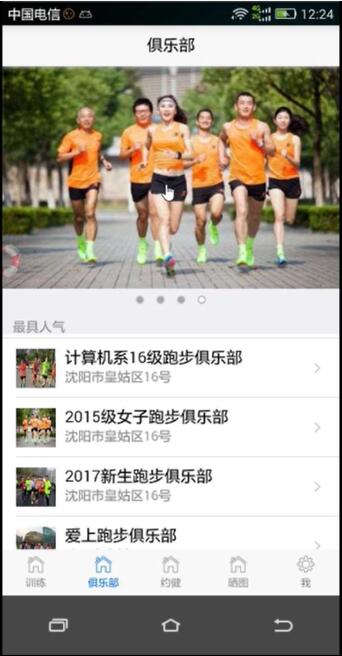 中国电信
4G 2G
12:24
俱乐部
最具人气
计算机系16级跑步俱乐部
沈阳市皇姑区16号
2015级女子跑步俱乐部
沈阳市皇姑区16号
2017新生跑步俱乐部
沈阳市皇姑区16号
爱上跑步俱乐部
训练
俱乐部
约健
晒图
我